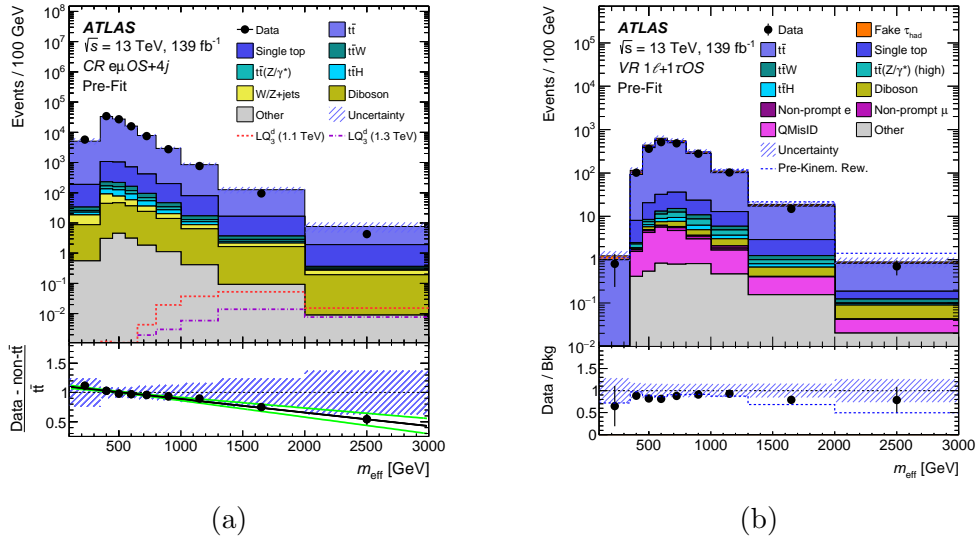 ATLAS
√s = 13 TeV, 139 fb⁻¹
CR eμ OS+4j
Pre-Fit
Data
tt̄
Single top
tt̄W
tt̄(Z/γ*)
tt̄H
W/Z+jets
Diboson
Other
Uncertainty
LQ₃ᵈ (1.1 TeV)
LQ₃ᵈ (1.3 TeV)
Events / 100 GeV
10⁸
10⁷
10⁶
10⁵
10⁴
10³
10²
10
1
10⁻¹
10⁻²
Data - non-tt̄
tt̄
1.5
1
0.5
500 1000 1500 2000 2500 3000
m_eff [GeV]
(a)
ATLAS
√s = 13 TeV, 139 fb⁻¹
VR 1ℓ+1τOS
Pre-Fit
Data
Fake τ_had
tt̄
Single top
tt̄W
tt̄(Z/γ*) (high)
tt̄H
Diboson
Non-prompt e
Non-prompt μ
QMisID
Other
Uncertainty
Pre-Kinem. Rew.
Events / 100 GeV
10⁵
10⁴
10³
10²
10
1
10⁻¹
10⁻²
Data / Bkg
2
1.5
1
0.5
0
500 1000 1500 2000 2500 3000
m_eff [GeV]
(b)